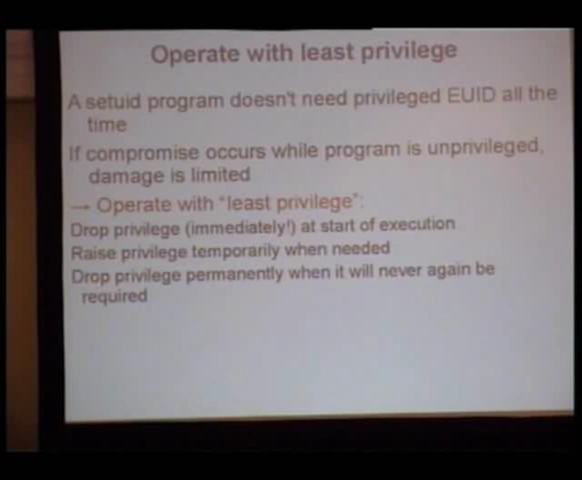 Operate with least privilege
A setuid program doesn't need privileged EUID all the
time
If compromise occurs while program is unprivileged,
damage is limited
→ Operate with "least privilege":
Drop privilege (immediately!) at start of execution
Raise privilege temporarily when needed
Drop privilege permanently when it will never again be
required